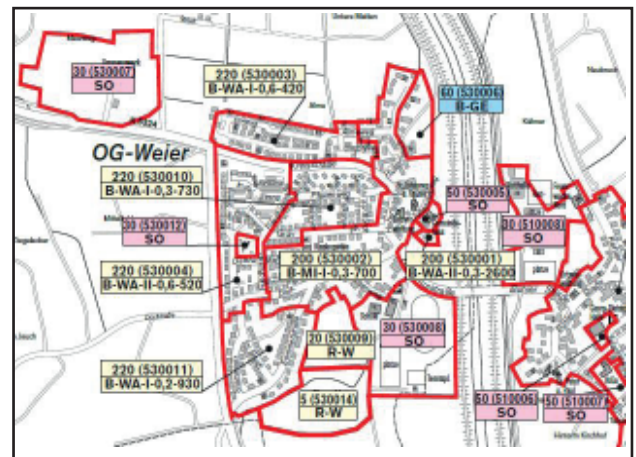 30 (530007)
SO
220 (530003)
B-WA-I-0,6-420
60 (530006)
B-GE
OG-Weier
220 (530010)
B-WA-I-0,3-730
50 (530005)
SO
30 (530012)
SO
30 (510008)
SO
220 (530004)
B-WA-II-0,6-520
200 (530002)
B-MI-I-0,3-700
200 (530001)
B-WA-II-0,3-2600
20 (530009)
R-W
30 (530008)
SO
220 (530011)
B-WA-I-0,2-930
5 (530014)
R-W
50 (510006)
SO
50 (510007)
SO